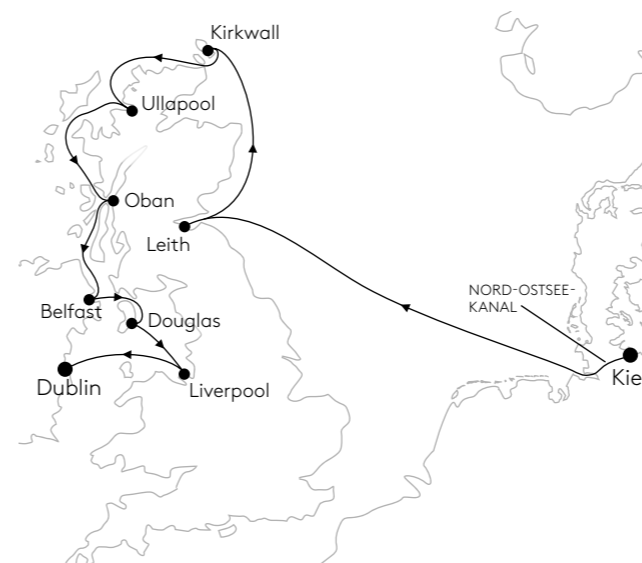 Kirkwall
Ullapool
Oban
Leith
NORD-OSTSEE-
KANAL
Belfast
Douglas
Dublin
Liverpool
Kie